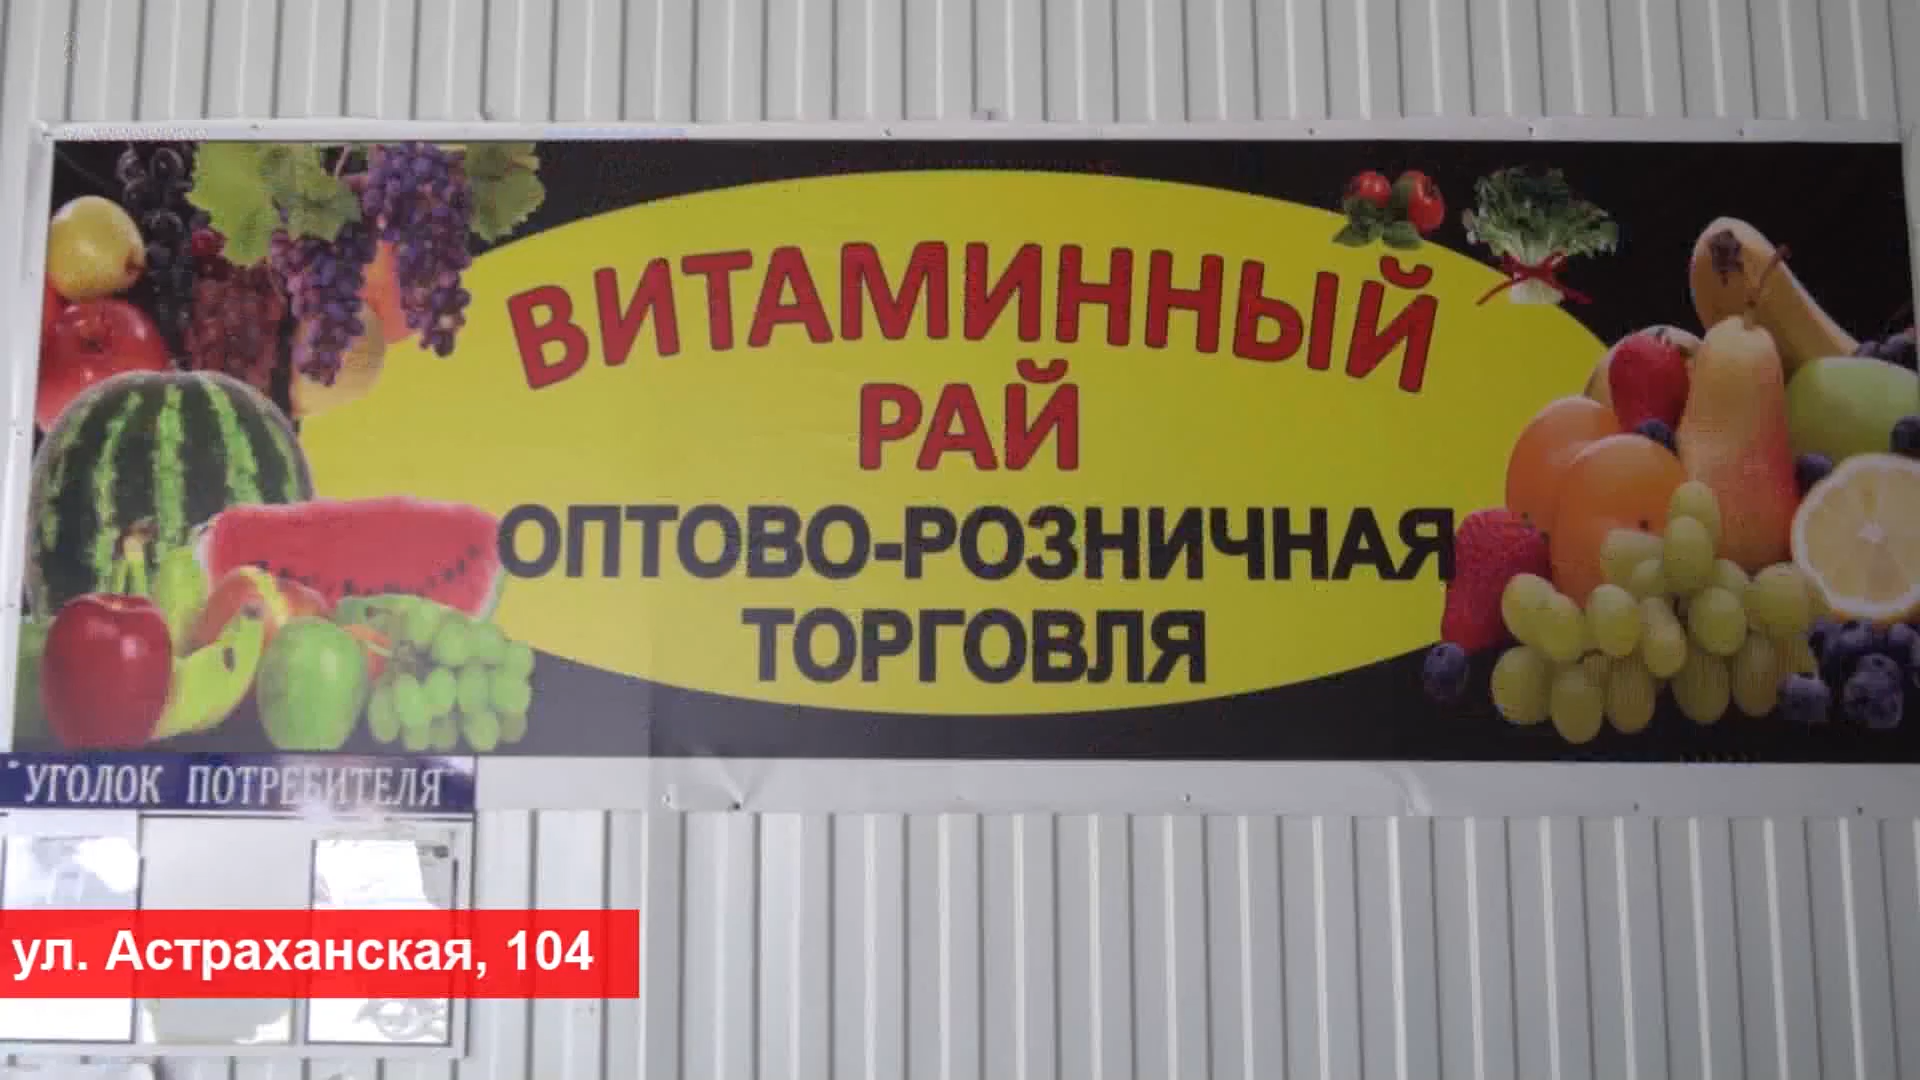 ВИТАМИННЫЙ
РАЙ
ОПТОВО-РОЗНИЧНАЯ
ТОРГОВЛЯ
"УГОЛОК ПОТРЕБИТЕЛЯ"
ул. Астраханская, 104